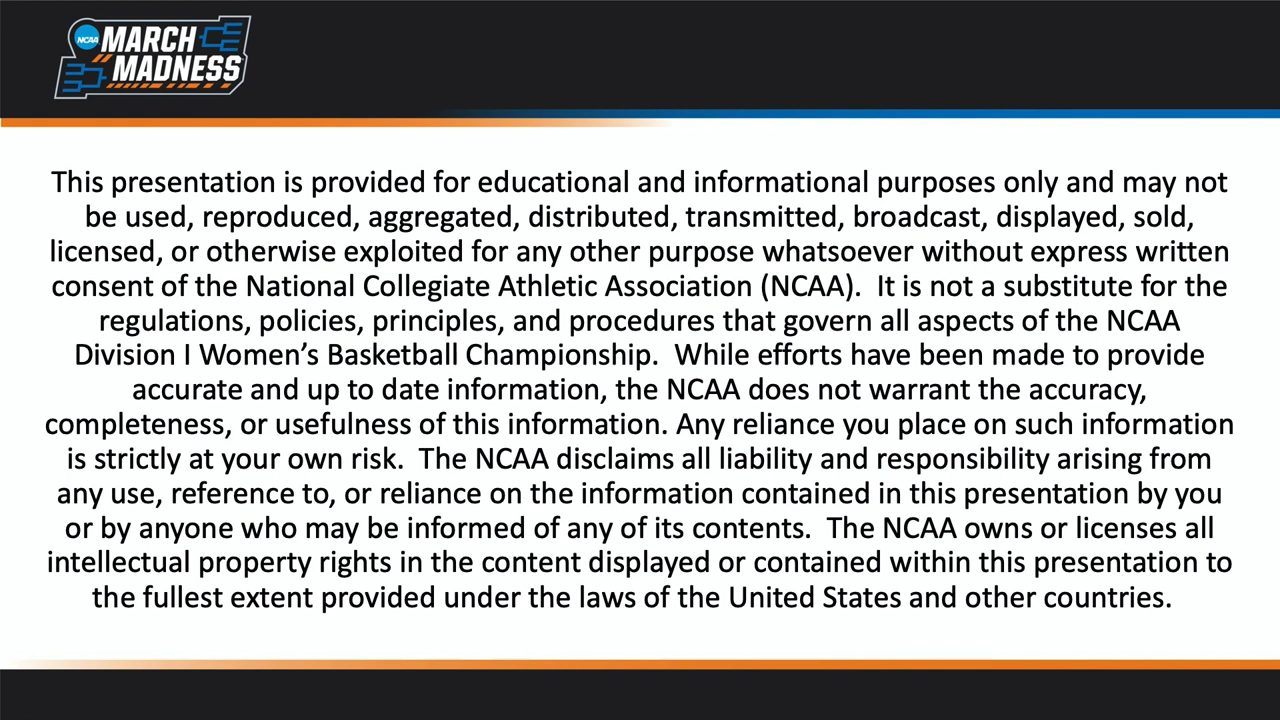 NCAA
MARCH
MADNESS
This presentation is provided for educational and informational purposes only and may not
be used, reproduced, aggregated, distributed, transmitted, broadcast, displayed, sold,
licensed, or otherwise exploited for any other purpose whatsoever without express written
consent of the National Collegiate Athletic Association (NCAA).  It is not a substitute for the
regulations, policies, principles, and procedures that govern all aspects of the NCAA
Division I Women’s Basketball Championship.  While efforts have been made to provide
accurate and up to date information, the NCAA does not warrant the accuracy,
completeness, or usefulness of this information. Any reliance you place on such information
is strictly at your own risk.  The NCAA disclaims all liability and responsibility arising from
any use, reference to, or reliance on the information contained in this presentation by you
or by anyone who may be informed of any of its contents.  The NCAA owns or licenses all
intellectual property rights in the content displayed or contained within this presentation to
the fullest extent provided under the laws of the United States and other countries.